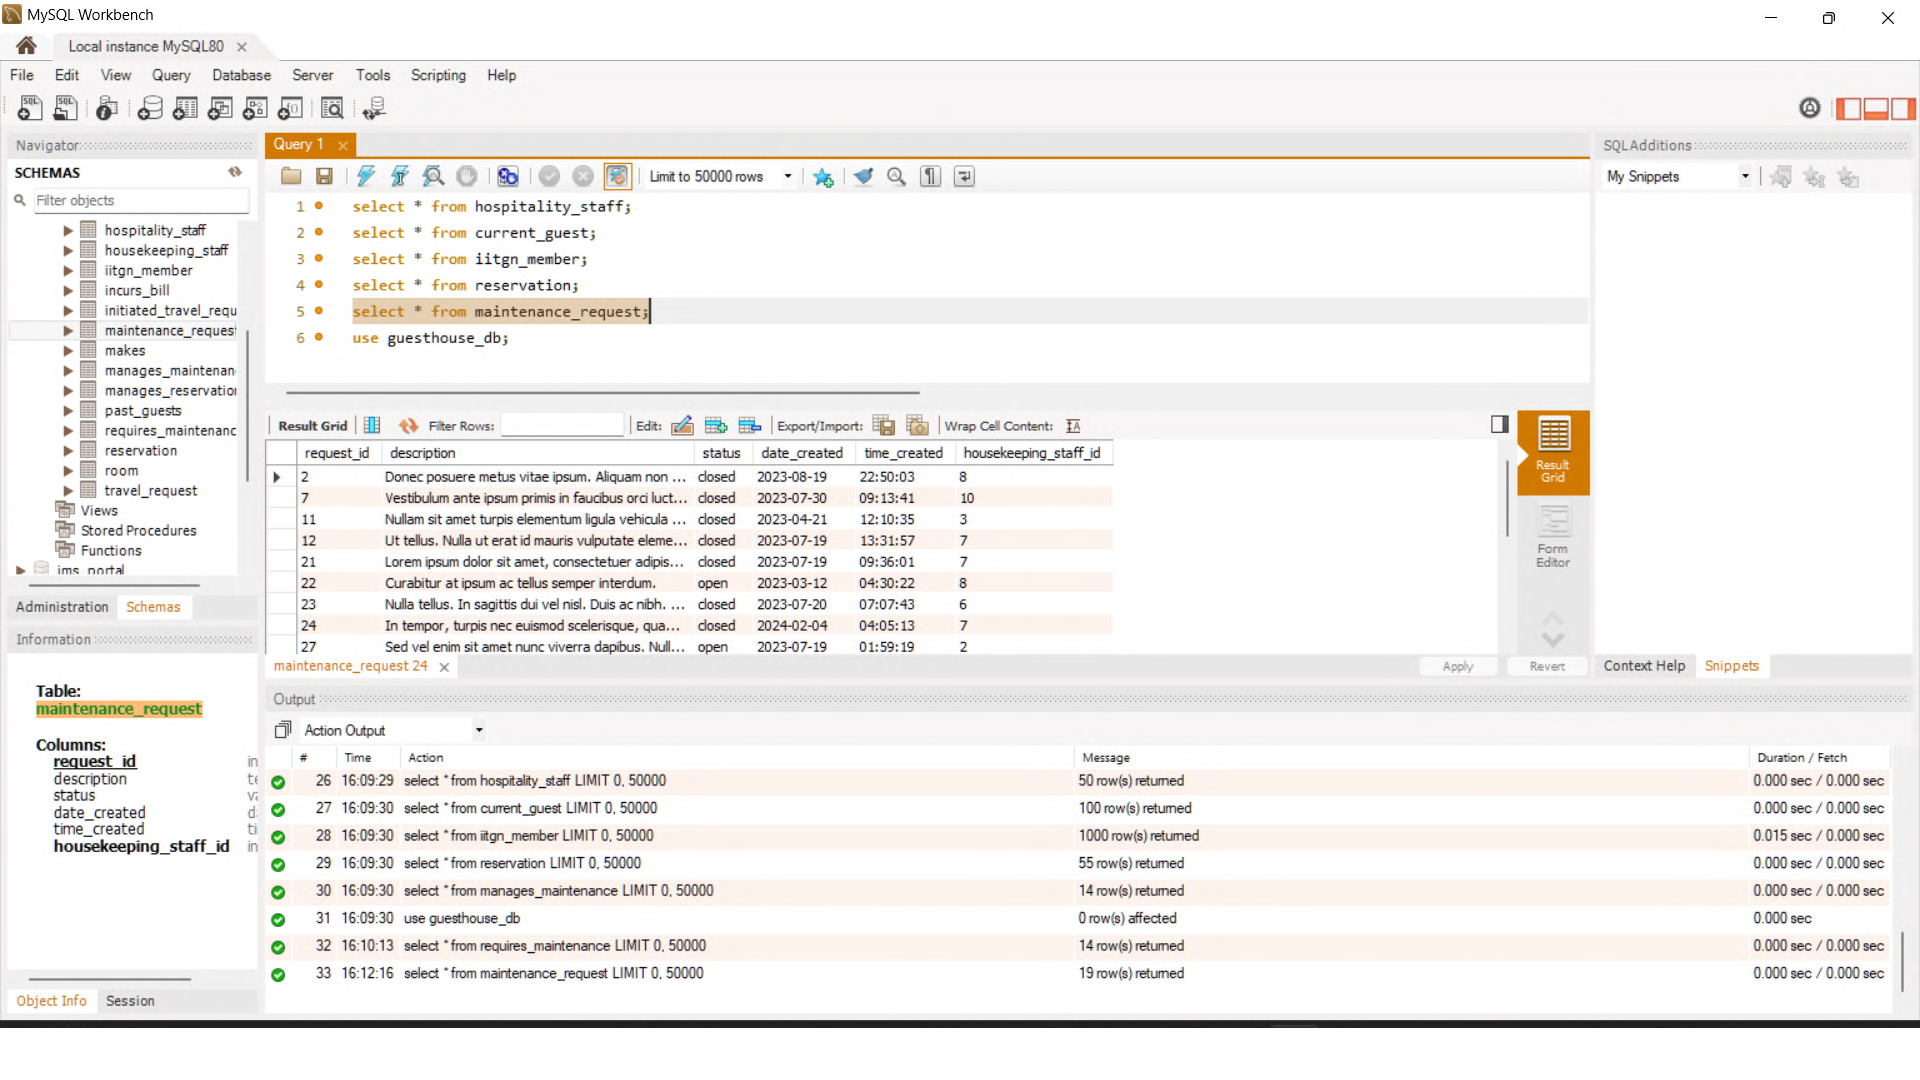 MySQL Workbench
Local instance MySQL80
File Edit View Query Database Server Tools Scripting Help
Navigator
SCHEMAS
Filter objects
hospitality_staff
housekeeping_staff
iitgn_member
incurs_bill
initiated_travel_requ
maintenance_request
makes
manages_maintenan
manages_reservation
past_guests
requires_maintenanc
reservation
room
travel_request
Views
Stored Procedures
Functions
ims_portal
Administration Schemas
Information
Table:
maintenance_request
Columns:
request_id in
description te
status va
date_created da
time_created ti
housekeeping_staff_id in
Object Info Session
Query 1
Limit to 50000 rows
1 select * from hospitality_staff;
2 select * from current_guest;
3 select * from iitgn_member;
4 select * from reservation;
5 select * from maintenance_request;
6 use guesthouse_db;
Result Grid Filter Rows: Edit: Export/Import: Wrap Cell Content:
request_id description status date_created time_created housekeeping_staff_id
2 Donec posuere metus vitae ipsum. Aliquam non ... closed 2023-08-19 22:50:03 8
7 Vestibulum ante ipsum primis in faucibus orci luct... closed 2023-07-30 09:13:41 10
11 Nullam sit amet turpis elementum ligula vehicula ... closed 2023-04-21 12:10:35 3
12 Ut tellus. Nulla ut erat id mauris vulputate eleme... closed 2023-07-19 13:31:57 7
21 Lorem ipsum dolor sit amet, consectetuer adipis... closed 2023-07-19 09:36:01 7
22 Curabitur at ipsum ac tellus semper interdum. open 2023-03-12 04:30:22 8
23 Nulla tellus. In sagittis dui vel nisl. Duis ac nibh. ... closed 2023-07-20 07:07:43 6
24 In tempor, turpis nec euismod scelerisque, qua... closed 2024-02-04 04:05:13 7
27 Sed vel enim sit amet nunc viverra dapibus. Null... open 2023-07-19 01:59:19 2
Result Grid
Form Editor
maintenance_request 24
Apply Revert
SQLAdditions
My Snippets
Context Help Snippets
Output
Action Output
# Time Action Message Duration / Fetch
26 16:09:29 select * from hospitality_staff LIMIT 0, 50000 50 row(s) returned 0.000 sec / 0.000 sec
27 16:09:30 select * from current_guest LIMIT 0, 50000 100 row(s) returned 0.000 sec / 0.000 sec
28 16:09:30 select * from iitgn_member LIMIT 0, 50000 1000 row(s) returned 0.015 sec / 0.000 sec
29 16:09:30 select * from reservation LIMIT 0, 50000 55 row(s) returned 0.000 sec / 0.000 sec
30 16:09:30 select * from manages_maintenance LIMIT 0, 50000 14 row(s) returned 0.000 sec / 0.000 sec
31 16:09:30 use guesthouse_db 0 row(s) affected 0.000 sec
32 16:10:13 select * from requires_maintenance LIMIT 0, 50000 14 row(s) returned 0.000 sec / 0.000 sec
33 16:12:16 select * from maintenance_request LIMIT 0, 50000 19 row(s) returned 0.000 sec / 0.000 sec